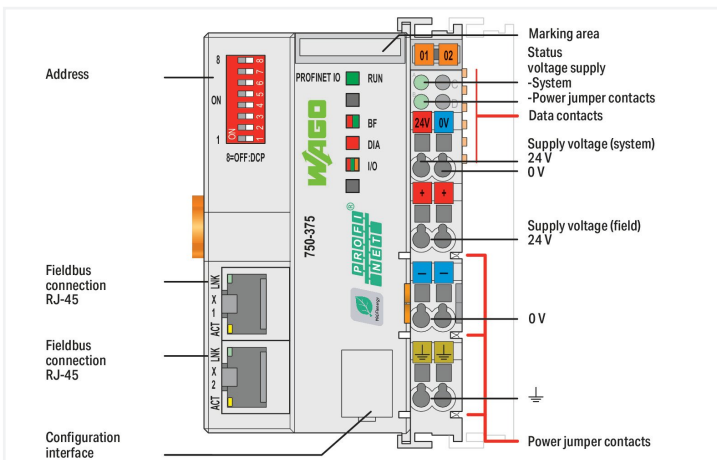 Address
8
ON
1
ON
1 2 3 4 5 6 7 8
8=OFF:DCP
PROFINET IO
RUN
BF
DIA
I/O
WAGO
750-375
PROFI
NET
®
LNK
X
1
ACT
LNK
X
2
ACT
Fieldbus
connection
RJ-45
Fieldbus
connection
RJ-45
Configuration
interface
01 02
24V 0V
+ +
— —
Marking area
Status
voltage supply
-System
-Power jumper contacts
Data contacts
Supply voltage (system)
24 V
0 V
Supply voltage (field)
24 V
0 V
Power jumper contacts